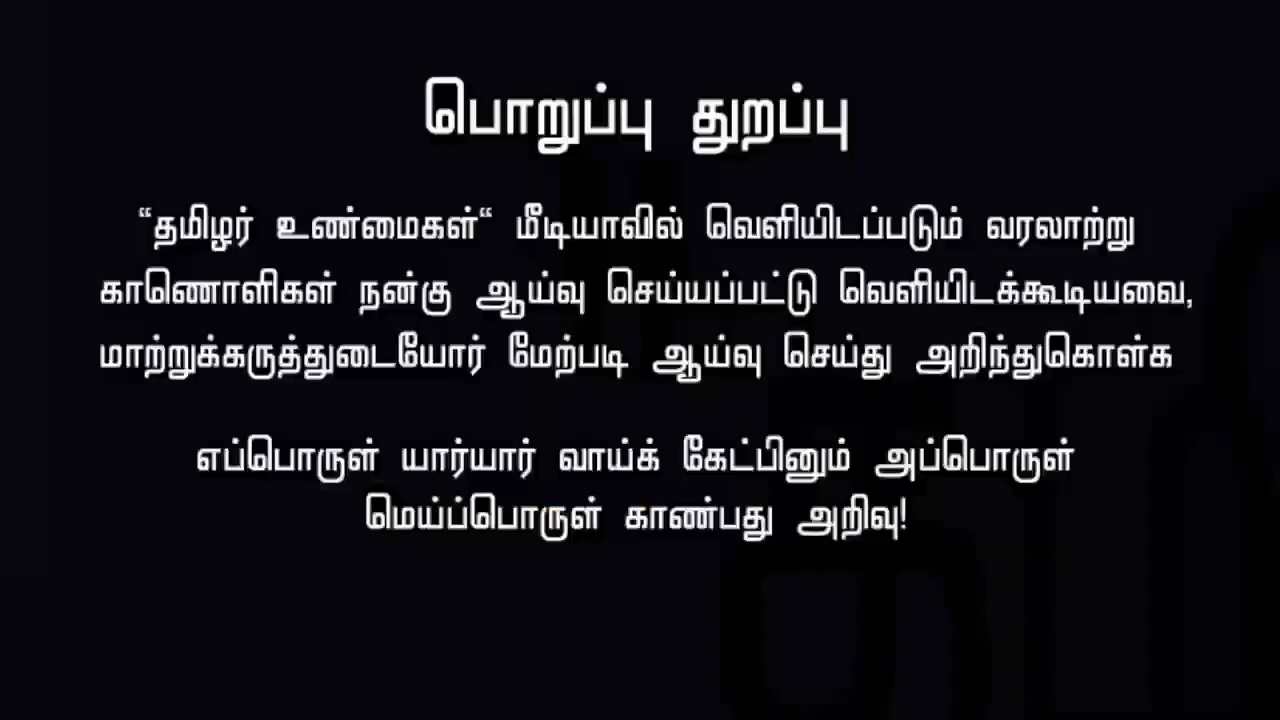 பொறுப்பு துறப்பு
“தமிழர் உண்மைகள்“ மீடியாவில் வெளியிடப்படும் வரலாற்று
காணொளிகள் நன்கு ஆய்வு செய்யப்பட்டு வெளியிடக்கூடியவை,
மாற்றுக்கருத்துடையோர் மேற்படி ஆய்வு செய்து அறிந்துகொள்க
எப்பொருள் யார்யார் வாய்க் கேட்பினும் அப்பொருள்
மெய்ப்பொருள் காண்பது அறிவு!